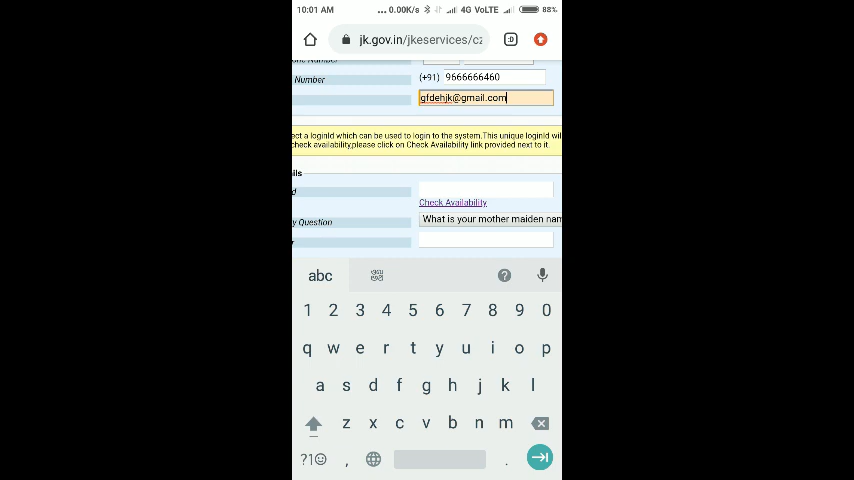 10:01 AM ... 0.00K/s 4G VoLTE 88%
jk.gov.in/jkeservices/cz :D
Number
Number (+91) 9666666460
gfdehjk@gmail.com
ect a loginId which can be used to login to the system.This unique loginId wil
check availability,please click on Check Availability link provided next to it.
ails
d
Check Availability
y Question What is your mother maiden nam
r
abc ?
1 2 3 4 5 6 7 8 9 0
q w e r t y u i o p
a s d f g h j k l
z x c v b n m
?1☺ , .